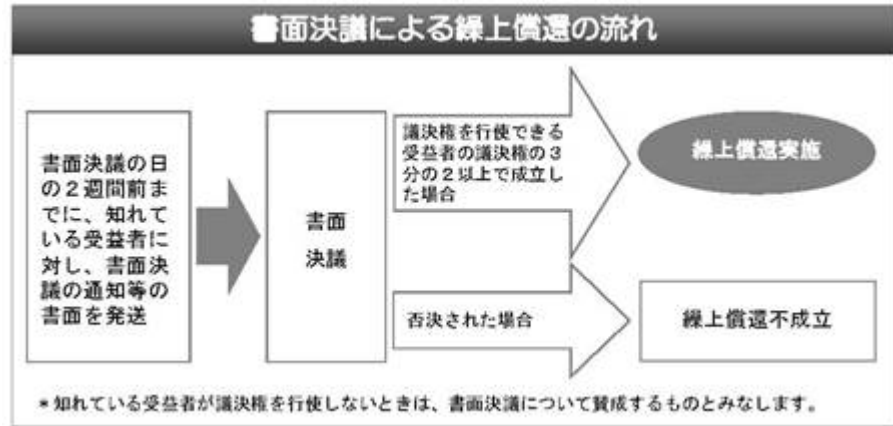 書面決議による繰上償還の流れ
書面決議の日
の２週間前ま
でに、知れて
いる受益者に
対し、書面決
議の通知等の
書面を発送
書面
決議
議決権を行使できる
受益者の議決権の３
分の２以上で成立し
た場合
繰上償還実施
否決された場合
繰上償還不成立
＊知れている受益者が議決権を行使しないときは、書面決議について賛成するものとみなします。